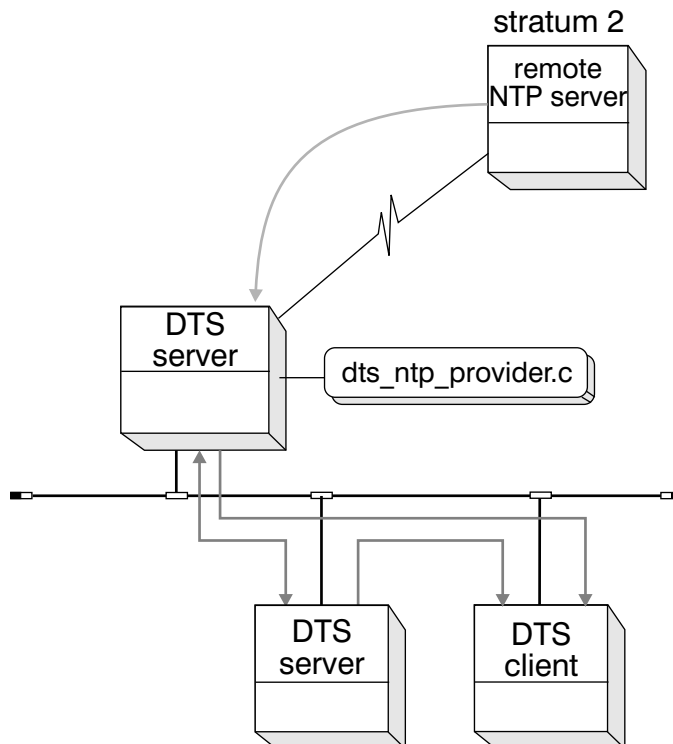 stratum 2
remote
NTP server
DTS
server
dts_ntp_provider.c
DTS
server
DTS
client